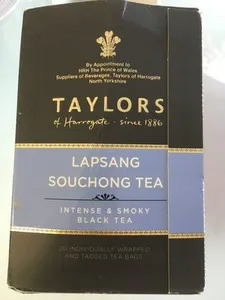 By Appointment to
HRH The Prince of Wales
Suppliers of Beverages, Taylors of Harrogate
North Yorkshire
TAYLORS
of Harrogate · since 1886
LAPSANG
SOUCHONG TEA
INTENSE & SMOKY
BLACK TEA
20 INDIVIDUALLY WRAPPED
AND TAGGED TEA BAGS